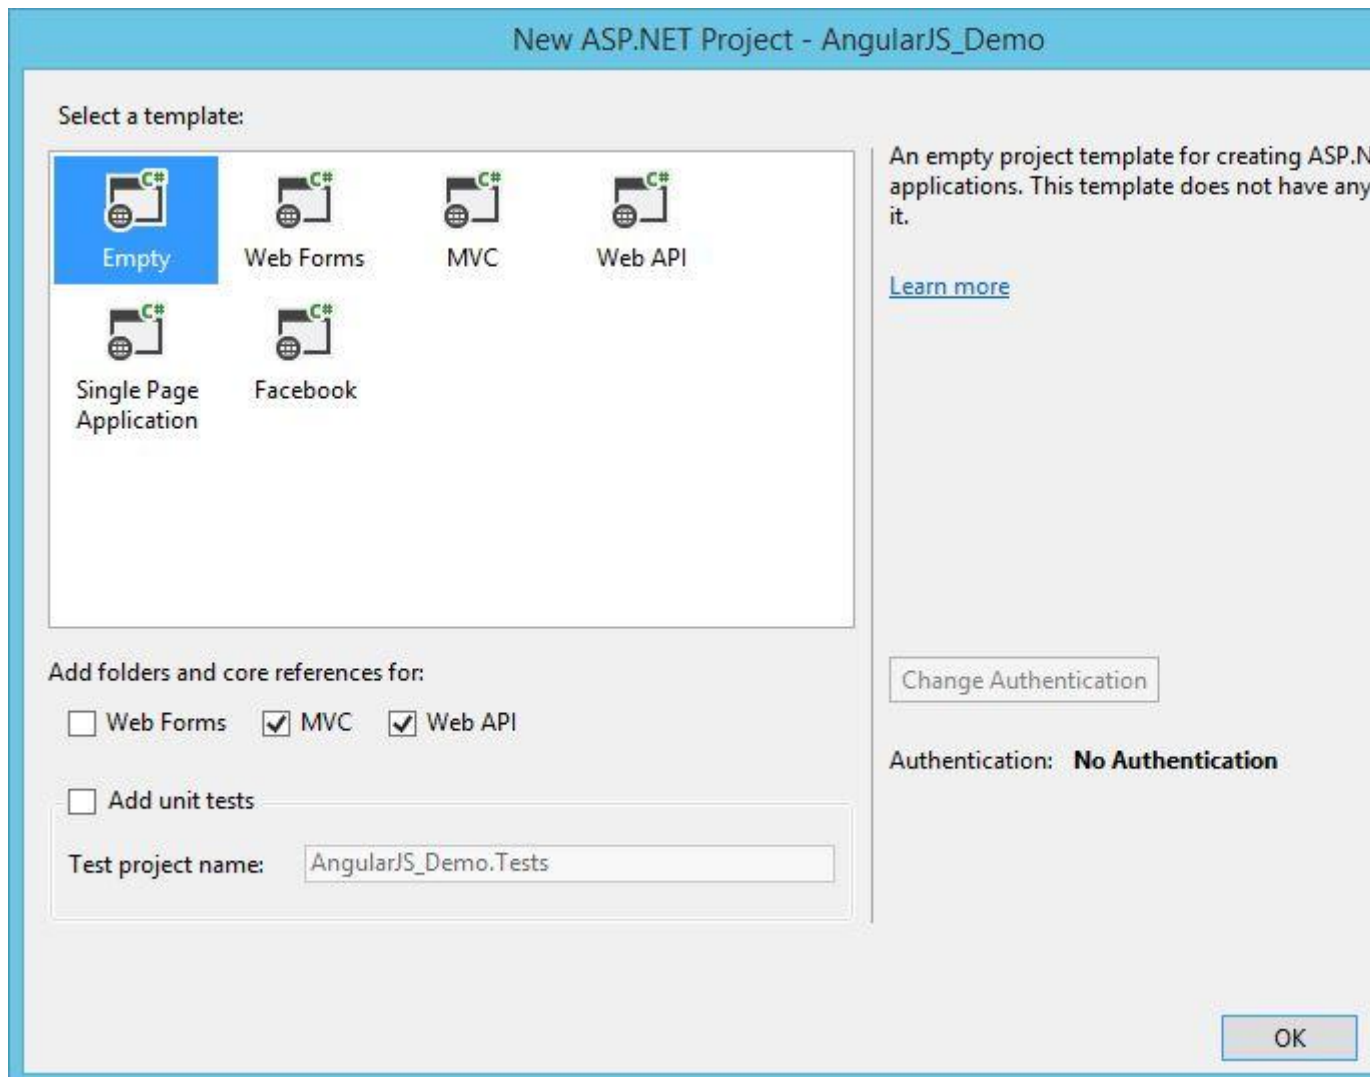 New ASP.NET Project - AngularJS_Demo
Select a template:
C# C# C# C#
Empty Web Forms MVC Web API
C# C#
Single Page Facebook
Application
An empty project template for creating ASP.N
applications. This template does not have any
it.
Learn more
Add folders and core references for:
Web Forms MVC Web API
Add unit tests
Test project name: AngularJS_Demo.Tests
Change Authentication
Authentication: No Authentication
OK